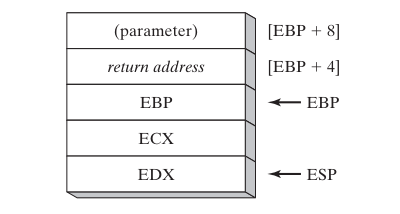 (parameter) [EBP + 8]
return address [EBP + 4]
EBP EBP
ECX
EDX ESP